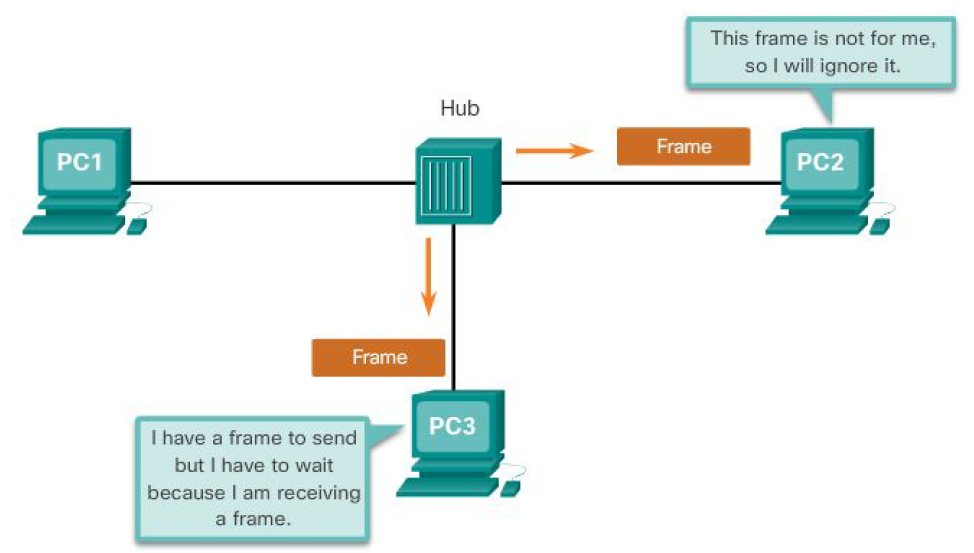 This frame is not for me,
so I will ignore it.
Hub
Frame
PC1
PC2
Frame
PC3
I have a frame to send
but I have to wait
because I am receiving
a frame.